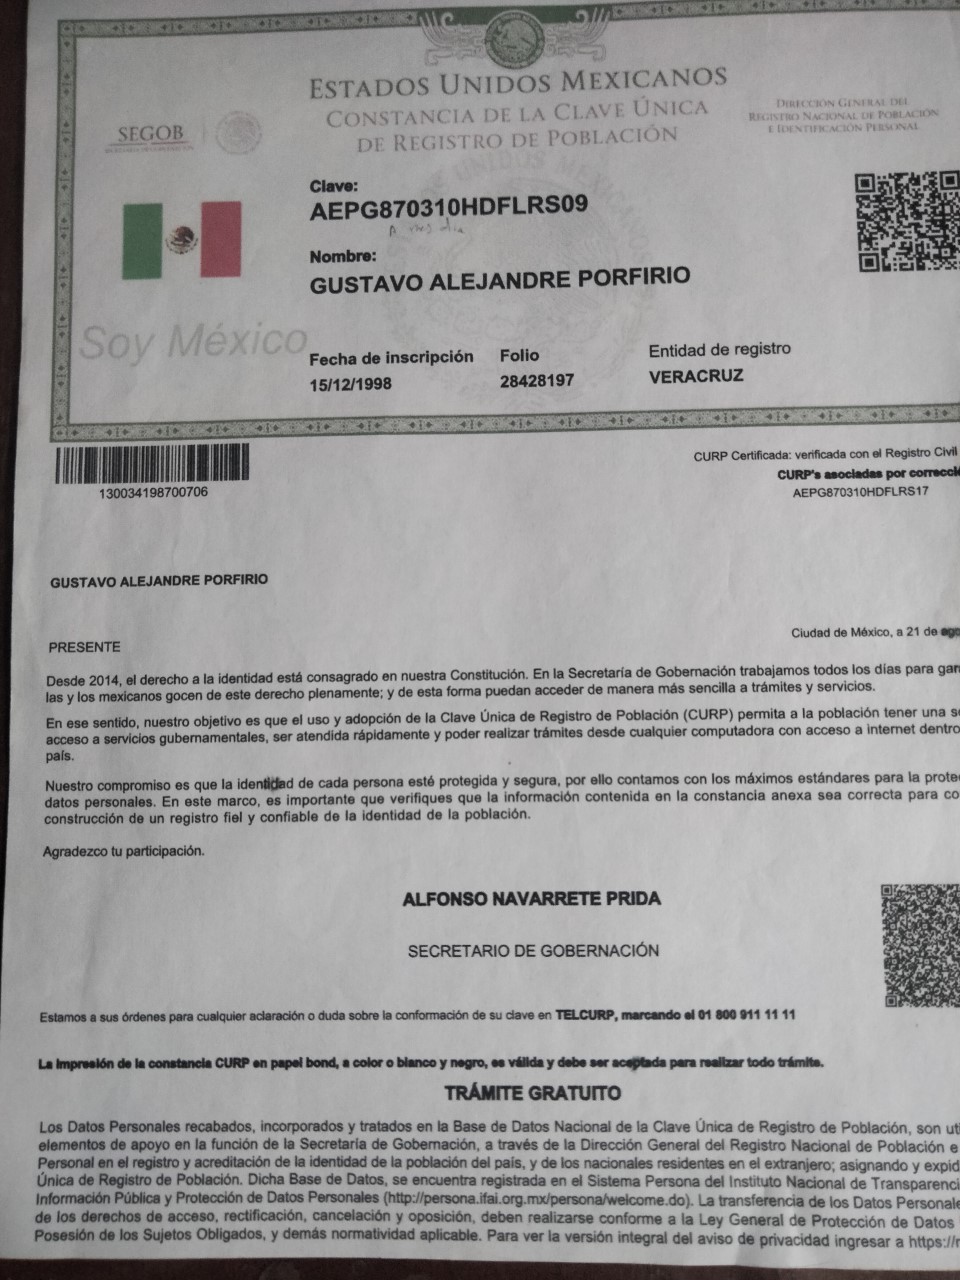 ESTADOS UNIDOS MEXICANOS
CONSTANCIA DE LA CLAVE ÚNICA
DE REGISTRO DE POBLACIÓN
SEGOB
DIRECCIÓN GENERAL DEL
REGISTRO NACIONAL DE POBLACIÓN
E IDENTIFICACIÓN PERSONAL
Clave:
AEPG870310HDFLRS09
Nombre:
GUSTAVO ALEJANDRE PORFIRIO
Soy México
Fecha de inscripción Folio Entidad de registro
15/12/1998 28428197 VERACRUZ
130034198700706
CURP Certificada: verificada con el Registro Civil
CURP's asociadas por correcci
AEPG870310HDFLRS17
GUSTAVO ALEJANDRE PORFIRIO
Ciudad de México, a 21 de ago
PRESENTE
Desde 2014, el derecho a la identidad está consagrado en nuestra Constitución. En la Secretaría de Gobernación trabajamos todos los días para gar
las y los mexicanos gocen de este derecho plenamente; y de esta forma puedan acceder de manera más sencilla a trámites y servicios.
En ese sentido, nuestro objetivo es que el uso y adopción de la Clave Única de Registro de Población (CURP) permita a la población tener una s
acceso a servicios gubernamentales, ser atendida rápidamente y poder realizar trámites desde cualquier computadora con acceso a internet dentro
país.
Nuestro compromiso es que la identidad de cada persona esté protegida y segura, por ello contamos con los máximos estándares para la prote
datos personales. En este marco, es importante que verifiques que la información contenida en la constancia anexa sea correcta para co
construcción de un registro fiel y confiable de la identidad de la población.
Agradezco tu participación.
ALFONSO NAVARRETE PRIDA
SECRETARIO DE GOBERNACIÓN
Estamos a sus órdenes para cualquier aclaración o duda sobre la conformación de su clave en TELCURP, marcando el 01 800 911 11 11
La impresión de la constancia CURP en papel bond, a color o blanco y negro, es válida y debe ser aceptada para realizar todo trámite.
TRÁMITE GRATUITO
Los Datos Personales recabados, incorporados y tratados en la Base de Datos Nacional de la Clave Única de Registro de Población, son uti
elementos de apoyo en la función de la Secretaría de Gobernación, a través de la Dirección General del Registro Nacional de Población e
Personal en el registro y acreditación de la identidad de la población del país, y de los nacionales residentes en el extranjero; asignando y expid
Única de Registro de Población. Dicha Base de Datos, se encuentra registrada en el Sistema Persona del Instituto Nacional de Transparenci
Información Pública y Protección de Datos Personales (http://persona.ifai.org.mx/persona/welcome.do). La transferencia de los Datos Personale
de los derechos de acceso, rectificación, cancelación y oposición, deben realizarse conforme a la Ley General de Protección de Datos
Posesión de los Sujetos Obligados, y demás normatividad aplicable. Para ver la versión integral del aviso de privacidad ingresar a https://